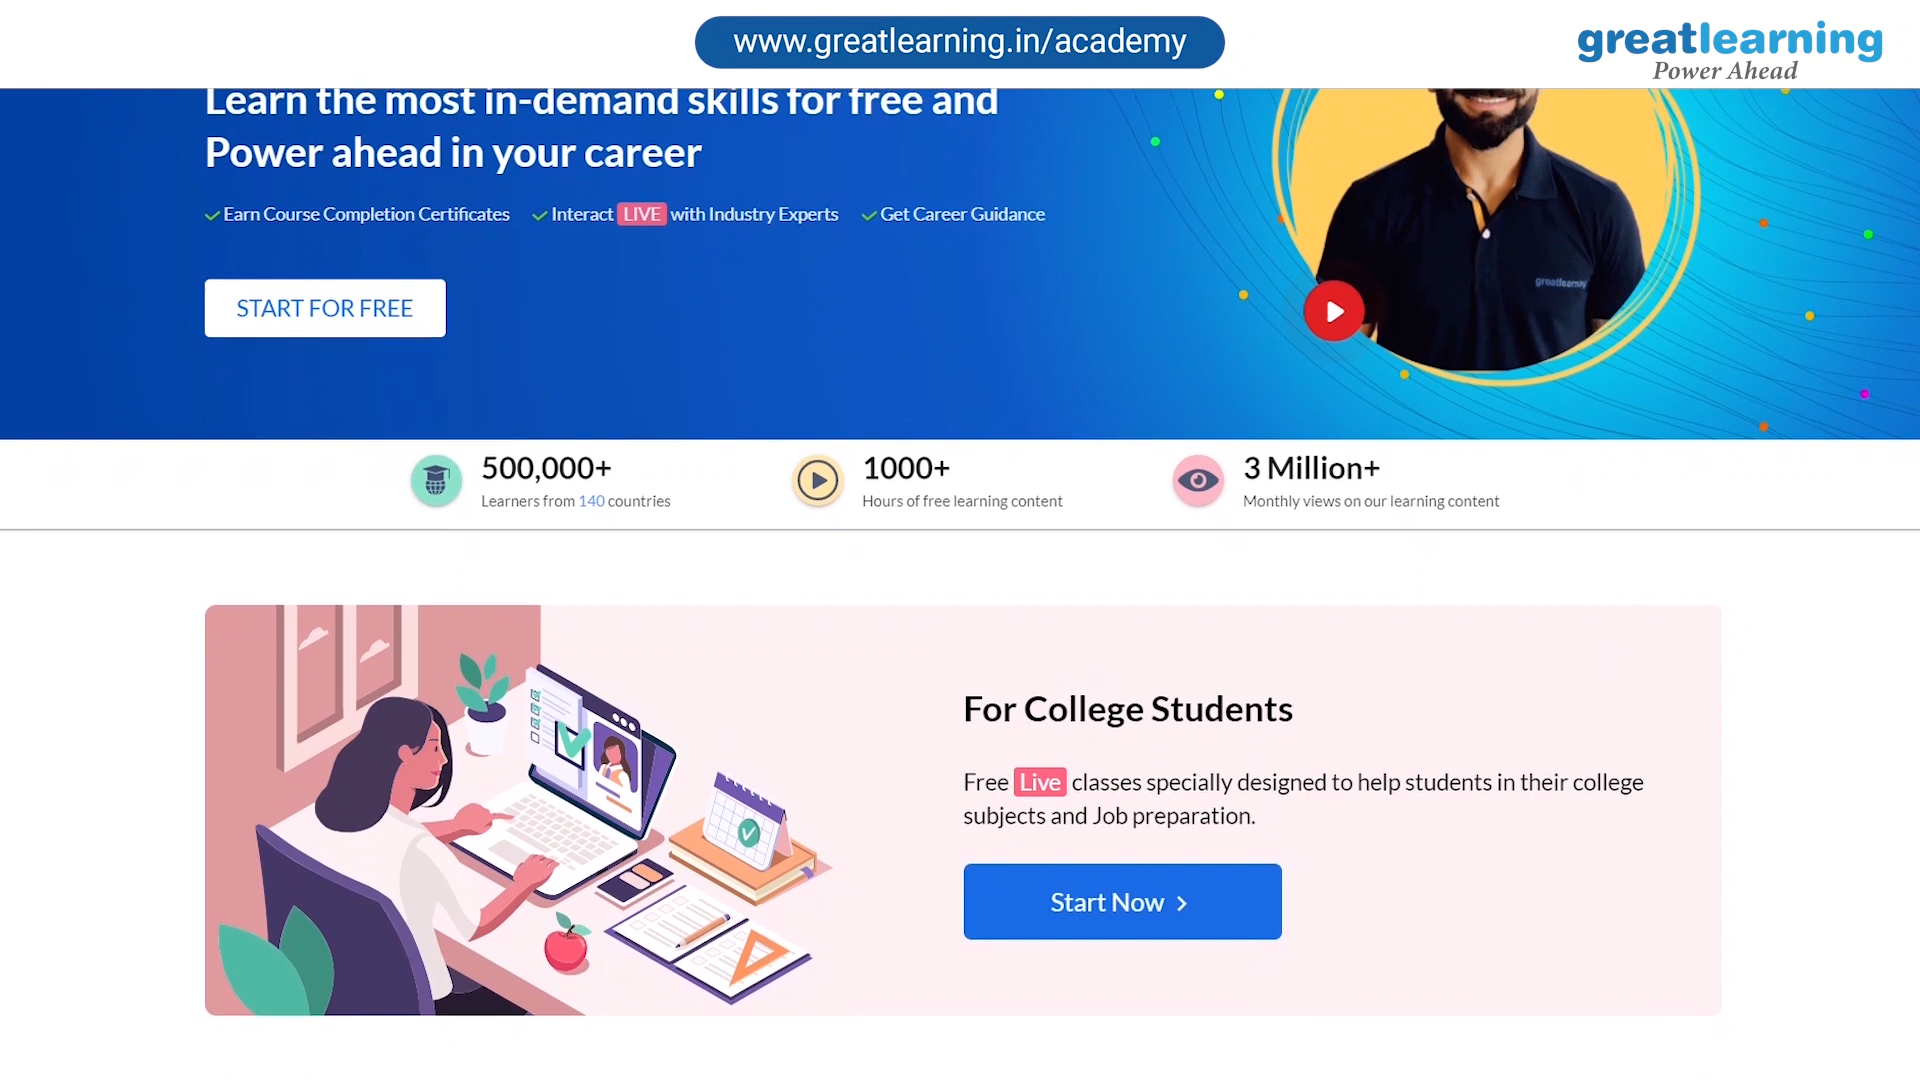 www.greatlearning.in/academy
greatlearning
Power Ahead
Learn the most in-demand skills for free and
Power ahead in your career
Earn Course Completion Certificates
Interact LIVE with Industry Experts
Get Career Guidance
START FOR FREE
greatlearning
500,000+
Learners from 140 countries
1000+
Hours of free learning content
3 Million+
Monthly views on our learning content
For College Students
Free Live classes specially designed to help students in their college
subjects and Job preparation.
Start Now